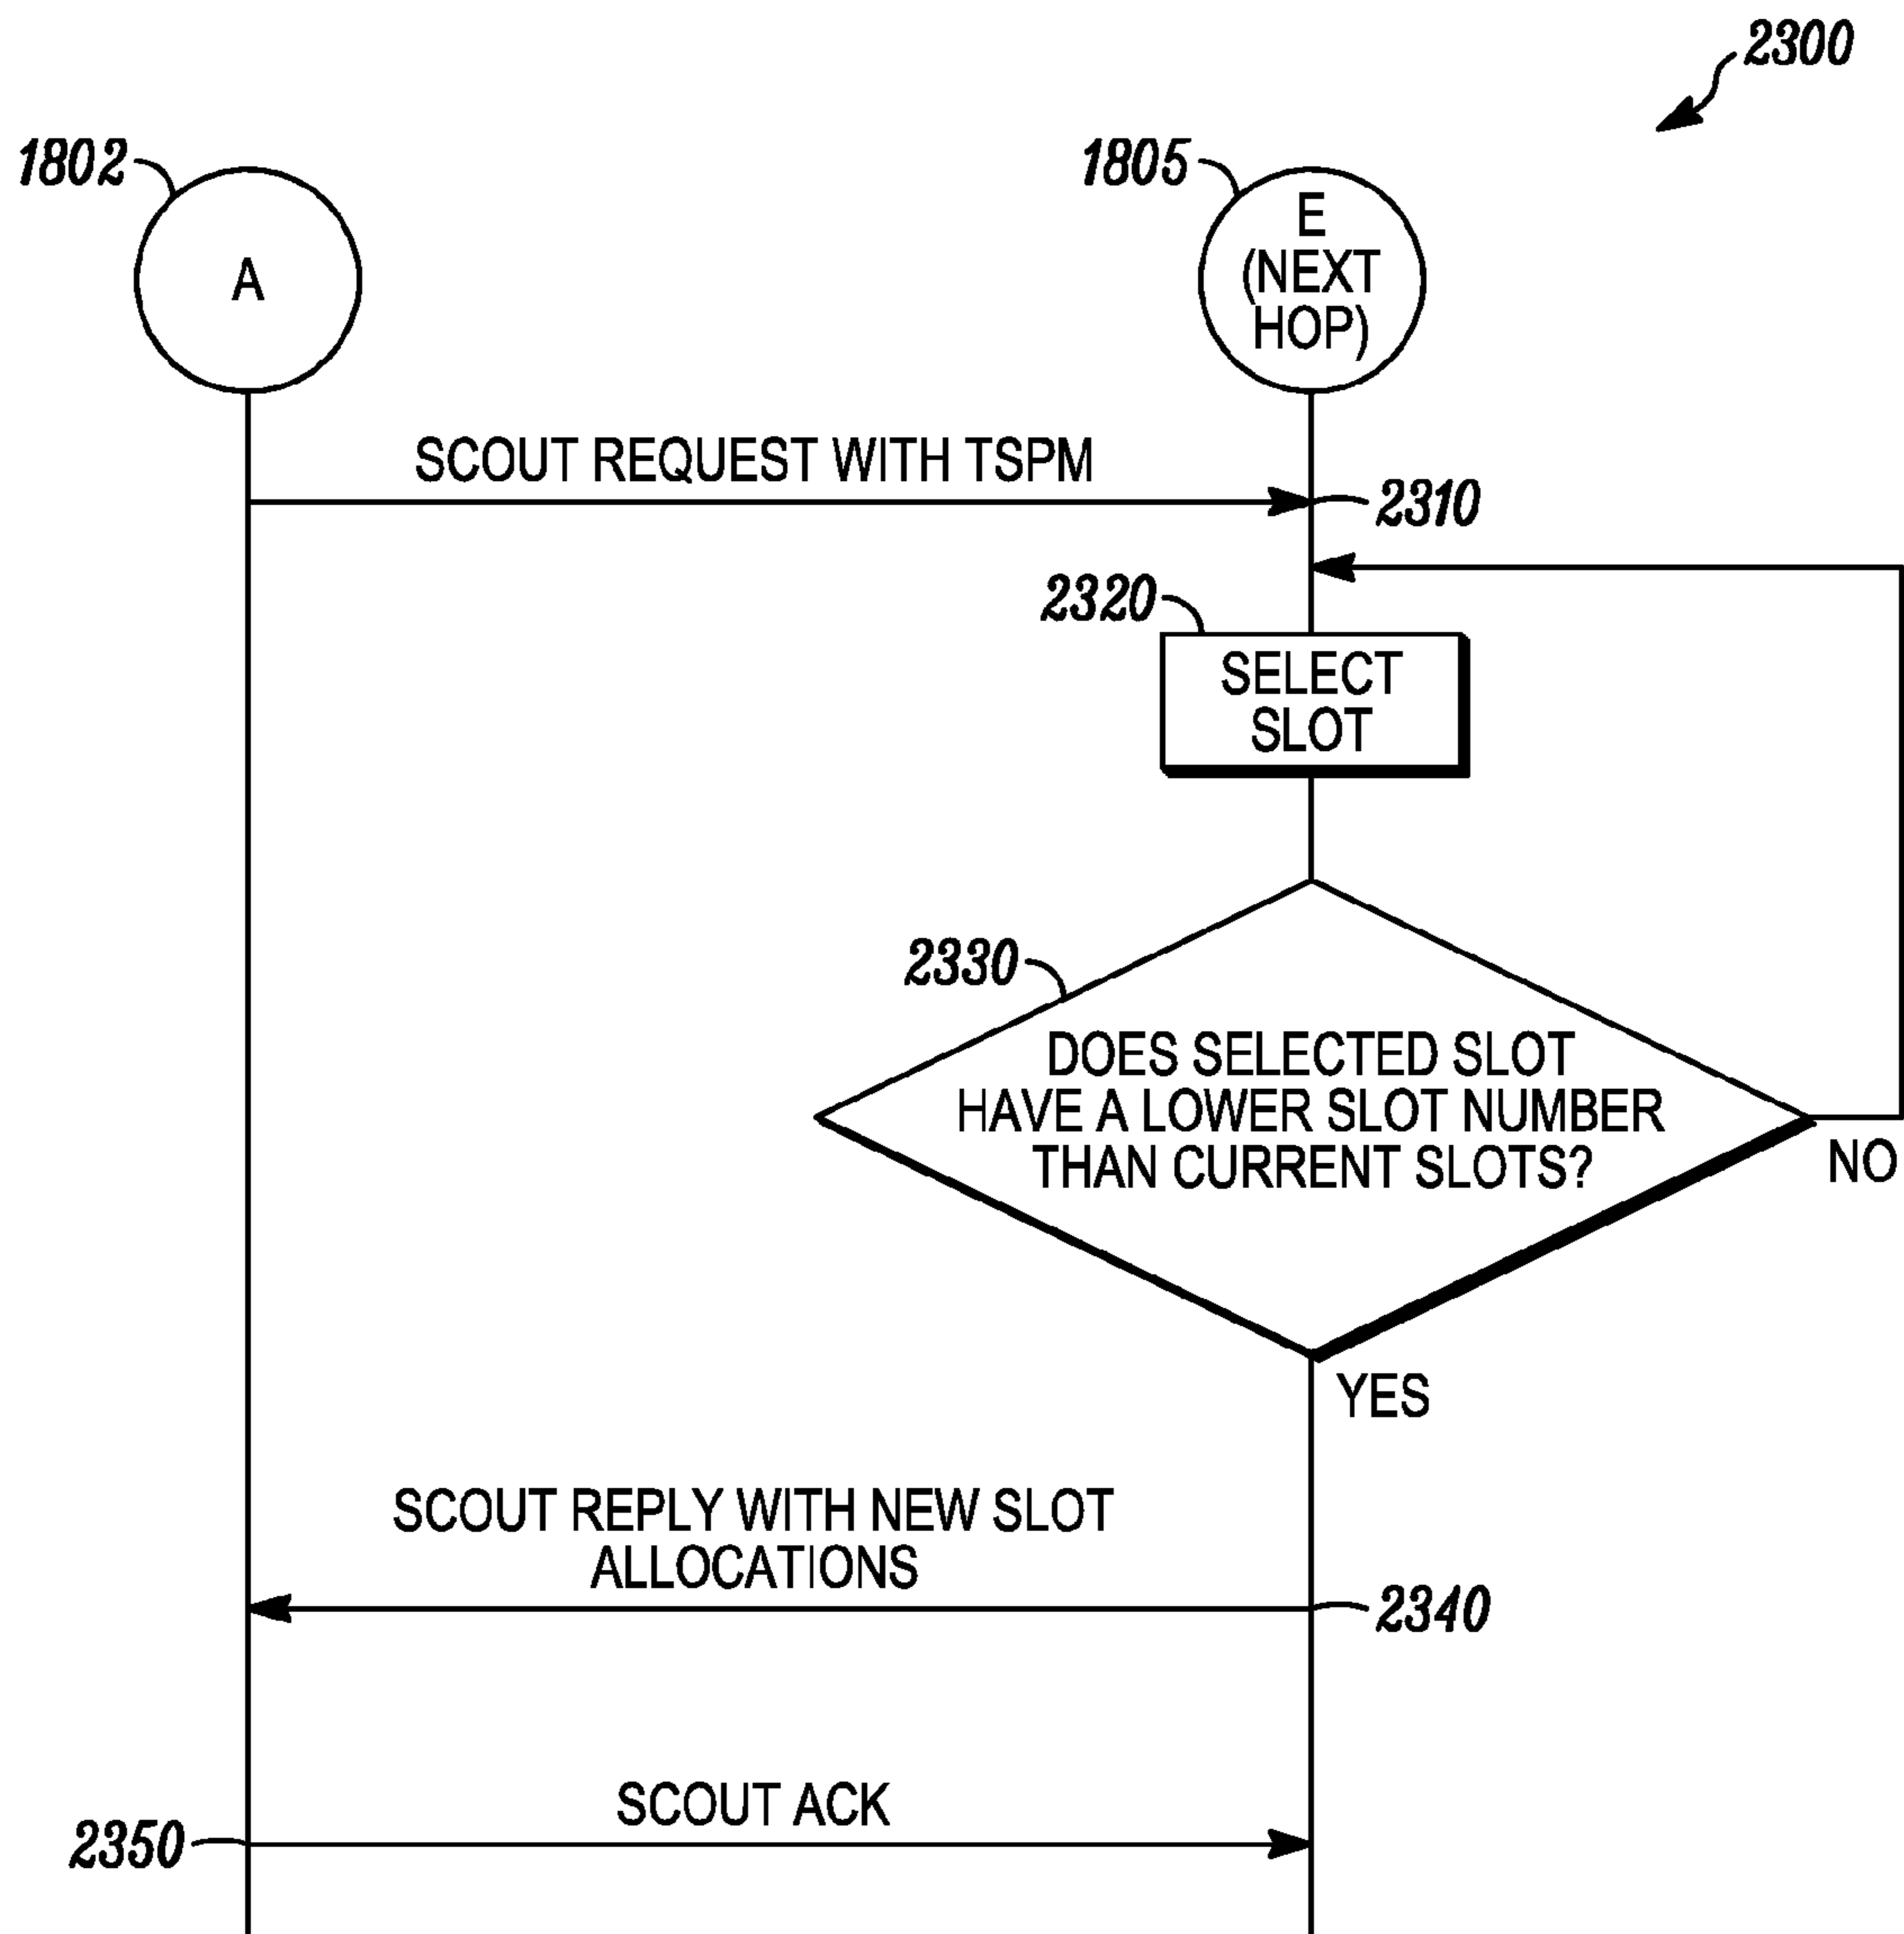 2300
1802
1805
A
E
(NEXT
HOP)
SCOUT REQUEST WITH TSPM
2310
2320
SELECT
SLOT
2330
DOES SELECTED SLOT
HAVE A LOWER SLOT NUMBER
THAN CURRENT SLOTS?
NO
YES
SCOUT REPLY WITH NEW SLOT
ALLOCATIONS
2340
SCOUT ACK
2350